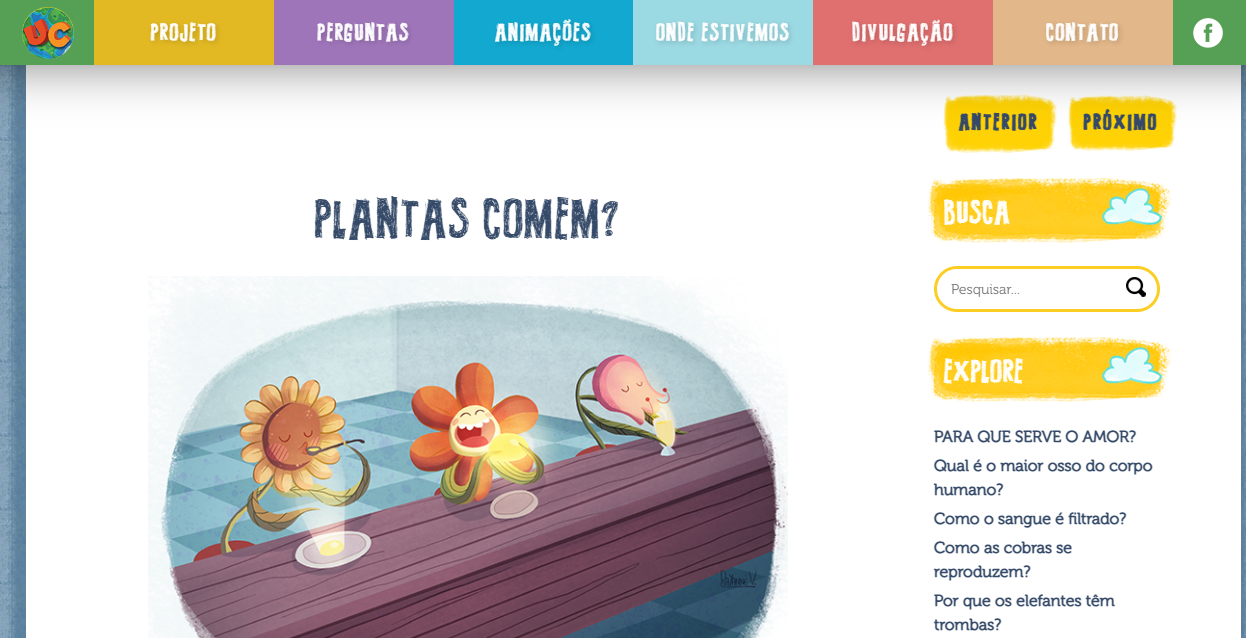 UC
PROJETO
PERGUNTAS
ANIMAÇÕES
ONDE ESTIVEMOS
DIVULGAÇÃO
CONTATO
f
ANTERIOR
PRÓXIMO
PLANTAS COMEM?
BUSCA
Pesquisar...
EXPLORE
PARA QUE SERVE O AMOR?
Qual é o maior osso do corpo
humano?
Como o sangue é filtrado?
Como as cobras se
reproduzem?
Por que os elefantes têm
trombas?